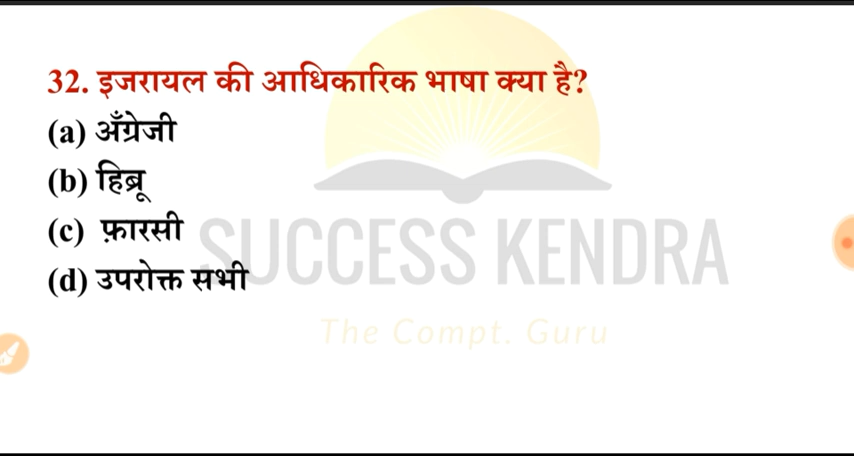 32. इजरायल की आधिकारिक भाषा क्या है?
(a) अँग्रेजी
(b) हिब्रू
(c) फ़ारसी
(d) उपरोक्त सभी
SUCCESS KENDRA
The Compt. Guru